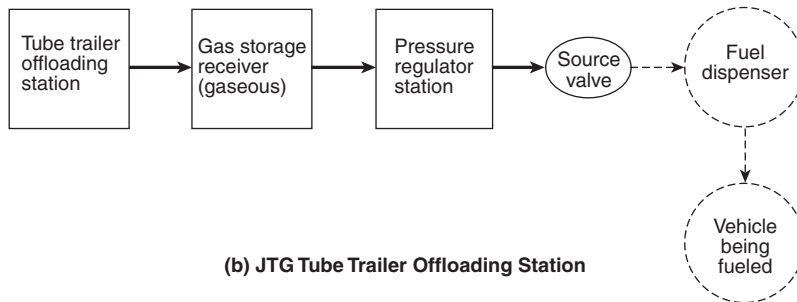 Tube trailer
offloading
station
Gas storage
receiver
(gaseous)
Pressure
regulator
station
Source
valve
Fuel
dispenser
Vehicle
being
fueled
(b) JTG Tube Trailer Offloading Station